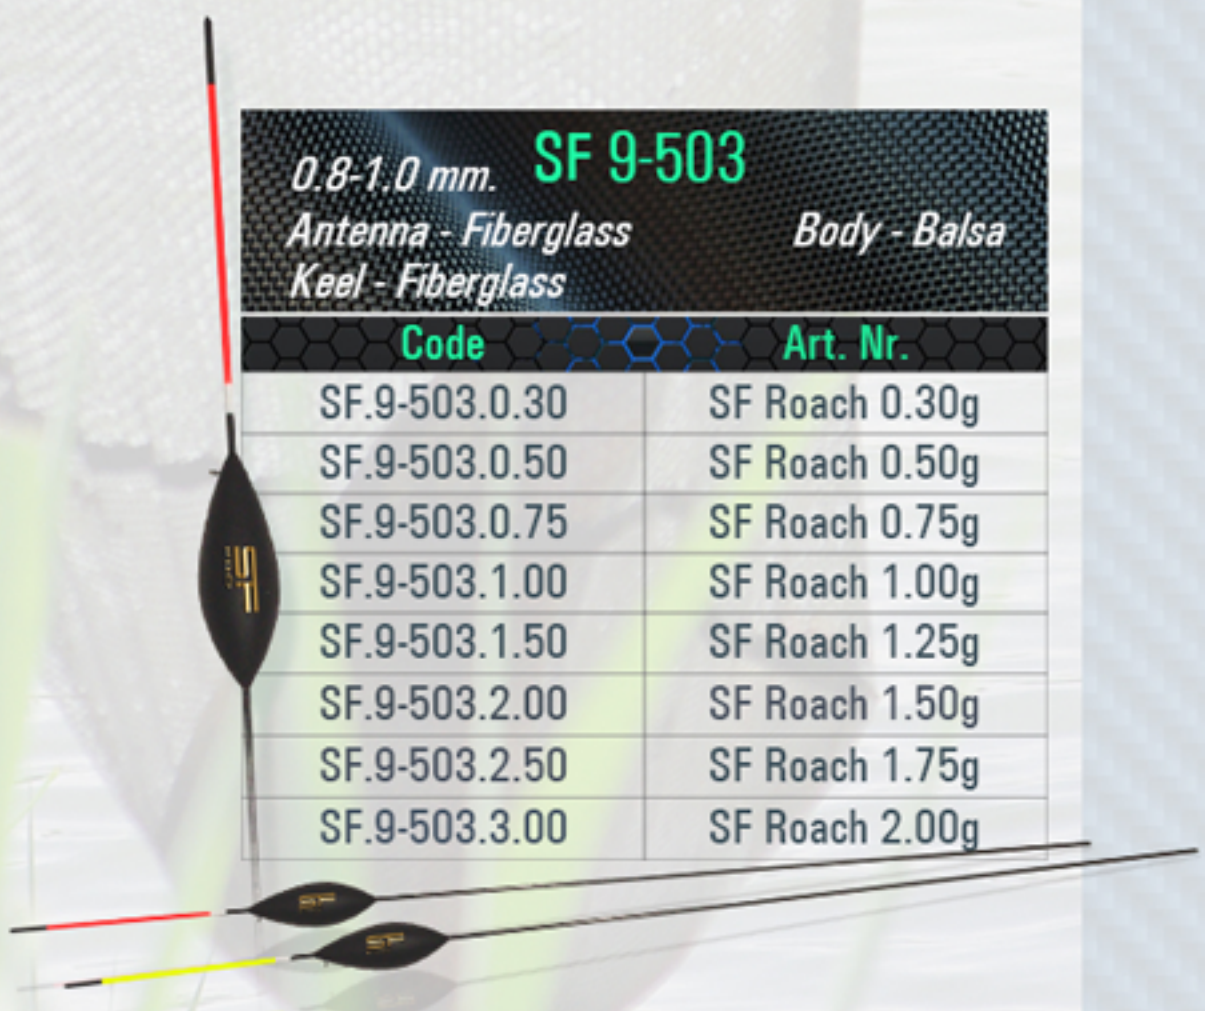 SF 9-503
0.8-1.0 mm.
Antenna - Fiberglass Body - Balsa
Keel - Fiberglass
Code Art. Nr.
SF.9-503.0.30 SF Roach 0.30g
SF.9-503.0.50 SF Roach 0.50g
SF.9-503.0.75 SF Roach 0.75g
SF.9-503.1.00 SF Roach 1.00g
SF.9-503.1.50 SF Roach 1.25g
SF.9-503.2.00 SF Roach 1.50g
SF.9-503.2.50 SF Roach 1.75g
SF.9-503.3.00 SF Roach 2.00g
SF
SF
SF